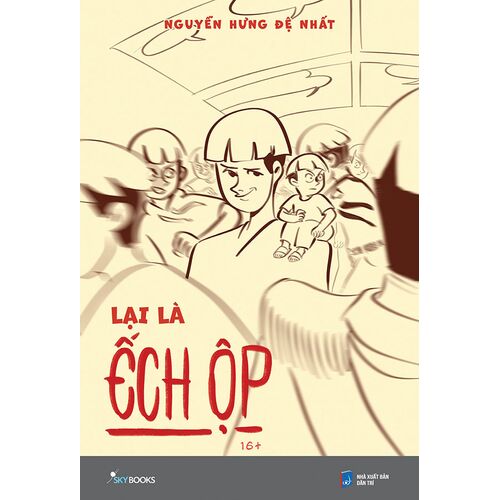 NGUYỄN HƯNG ĐỆ NHẤT
LẠI LÀ
ẾCH ỘP
16+
SKYBOOKS
NHÀ XUẤT BẢN
DÂN TRÍ